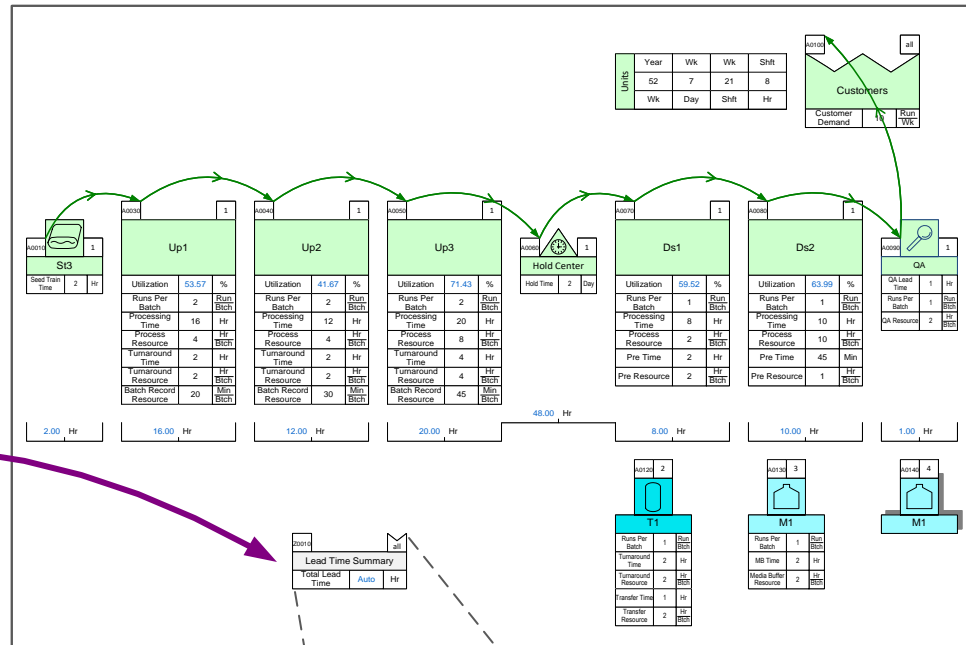 Units
Year Wk Wk Shft
52 7 21 8
Wk Day Shft Hr
A0100 all
Customers
Customer Demand 10 Run Wk
A0010 1
St3
Seed Train Time 2 Hr
A0030 1
Up1
Utilization 53.57 %
Runs Per Batch 2 Run Btch
Processing Time 16 Hr
Process Resource 4 Hr Btch
Turnaround Time 2 Hr
Turnaround Resource 2 Hr Btch
Batch Record Resource 20 Min Btch
A0040 1
Up2
Utilization 41.67 %
Runs Per Batch 2 Run Btch
Processing Time 12 Hr
Process Resource 4 Hr Btch
Turnaround Time 2 Hr
Turnaround Resource 2 Hr Btch
Batch Record Resource 30 Min Btch
A0050 1
Up3
Utilization 71.43 %
Runs Per Batch 2 Run Btch
Processing Time 20 Hr
Process Resource 8 Hr Btch
Turnaround Time 4 Hr
Turnaround Resource 4 Hr Btch
Batch Record Resource 45 Min Btch
A0060 1
Hold Center
Hold Time 2 Day
A0070 1
Ds1
Utilization 59.52 %
Runs Per Batch 1 Run Btch
Processing Time 8 Hr
Process Resource 2 Hr Btch
Pre Time 2 Hr
Pre Resource 2 Hr Btch
A0080 1
Ds2
Utilization 63.99 %
Runs Per Batch 1 Run Btch
Processing Time 10 Hr
Process Resource 10 Hr Btch
Pre Time 45 Min
Pre Resource 1 Hr Btch
A0090 1
QA
QA Lead Time 1 Hr
Runs Per Batch 1 Run Btch
QA Resource 2 Hr Btch
2.00 Hr 16.00 Hr 12.00 Hr 20.00 Hr 48.00 Hr 8.00 Hr 10.00 Hr 1.00 Hr
A0120 2
T1
Runs Per Batch 1 Run Btch
Turnaround Time 2 Hr
Turnaround Resource 2 Hr Btch
Transfer Time 1 Hr
Transfer Resource 2 Hr Btch
A0130 3
M1
Runs Per Batch 1 Run Btch
MB Time 2 Hr
Media Buffer Resource 2 Hr Btch
A0140 4
M1
Z0010 all
Lead Time Summary
Total Lead Time Auto Hr